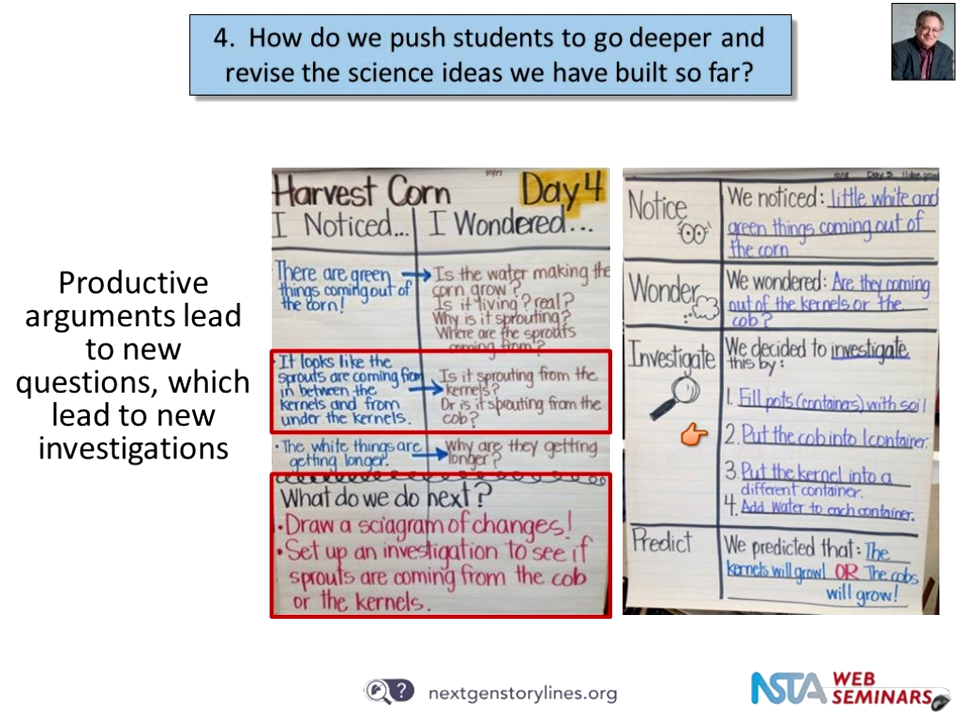 4. How do we push students to go deeper and
revise the science ideas we have built so far?
Productive
arguments lead
to new
questions, which
lead to new
investigations
Harvest Corn
Day 4
I Noticed...
I Wondered...
There are green
things coming out of
the corn!
Is the water making the
corn grow?
Is it living? real?
Why is it sprouting?
Where are the sprouts
coming from?
It looks like the
sprouts are coming from
in between the
kernels and from
under the kernels.
Is it sprouting from the
kernels?
Or is it sprouting from the
cob?
• The white things are
getting longer.
Why are they getting
longer?
What do we do next?
• Draw a sciagram of changes!
• Set up an investigation to see if
sprouts are coming from the cob
or the kernels.
Notice
We noticed: little white and
green things coming out of
the corn
Wonder
We wondered: Are they coming
out of the kernels or the
cob?
Investigate
We decided to investigate
this by:
1. Fill pots (containers) with soil
2. Put the cob into 1 container.
3. Put the kernel into a
different container.
4. Add water to each container.
Predict
We predicted that: The
kernels will grow! OR The cobs
will grow!
nextgenstorylines.org
NSTA WEB
SEMINARS